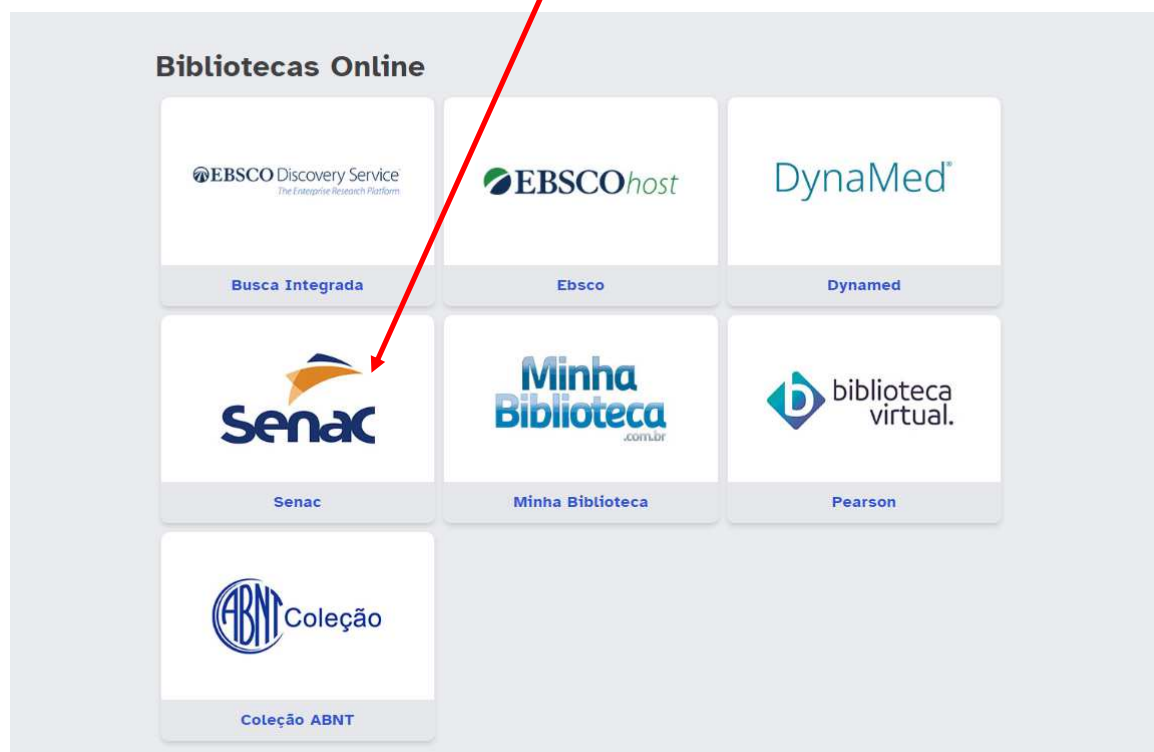 Bibliotecas Online
EBSCO Discovery Service
The Enterprise Research Platform
EBSCOhost
DynaMed
Busca Integrada
Ebsco
Dynamed
Senac
Minha
Biblioteca
.com.br
biblioteca
virtual.
Senac
Minha Biblioteca
Pearson
ABNT Coleção
Coleção ABNT